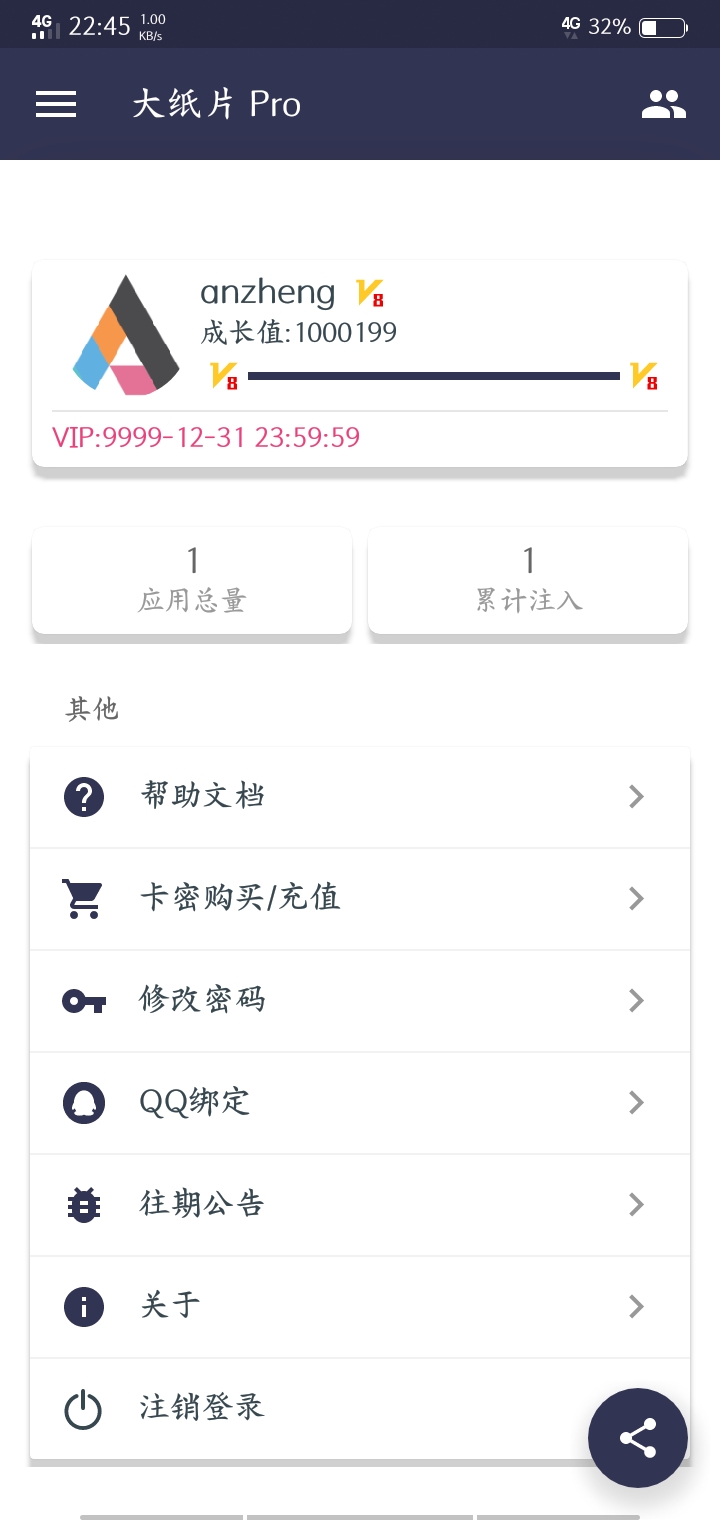 4G 22:45 1.00 KB/s 4G 32%
大纸片 Pro
anzheng V8
成长值:1000199
V8 V8
VIP:9999-12-31 23:59:59
1 1
应用总量 累计注入
其他
帮助文档
卡密购买/充值
修改密码
QQ绑定
往期公告
关于
注销登录